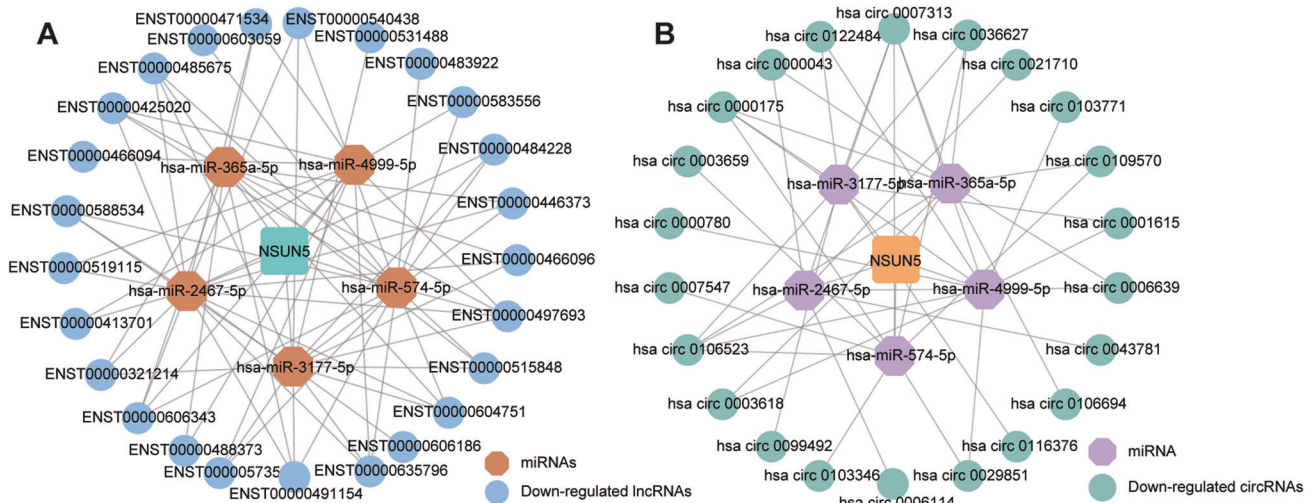 A
ENST00000471534
ENST00000540438
ENST00000603059
ENST00000531488
ENST00000485675
ENST00000483922
ENST00000425020
ENST00000583556
ENST00000466094
ENST00000484228
hsa-miR-365a-5p
hsa-miR-4999-5p
ENST00000588534
ENST00000446373
NSUN5
ENST00000519115
ENST00000466096
hsa-miR-2467-5p
hsa-miR-574-5p
ENST00000413701
ENST00000497693
hsa-miR-3177-5p
ENST00000321214
ENST00000515848
ENST00000606343
ENST00000604751
ENST00000488373
ENST00000606186
ENST000005735
ENST00000635796
ENST00000491154
miRNAs
Down-regulated lncRNAs
B
hsa circ 0007313
hsa circ 0122484
hsa circ 0036627
hsa circ 0000043
hsa circ 0021710
hsa circ 0000175
hsa circ 0103771
hsa circ 0003659
hsa circ 0109570
hsa-miR-3177-5p
hsa-miR-365a-5p
hsa circ 0000780
hsa circ 0001615
NSUN5
hsa circ 0007547
hsa-miR-2467-5p
hsa-miR-4999-5p
hsa circ 0006639
hsa circ 0106523
hsa-miR-574-5p
hsa circ 0043781
hsa circ 0003618
hsa circ 0106694
hsa circ 0099492
hsa circ 0116376
hsa circ 0103346
hsa circ 0029851
hsa circ 0006114
miRNA
Down-regulated circRNAs